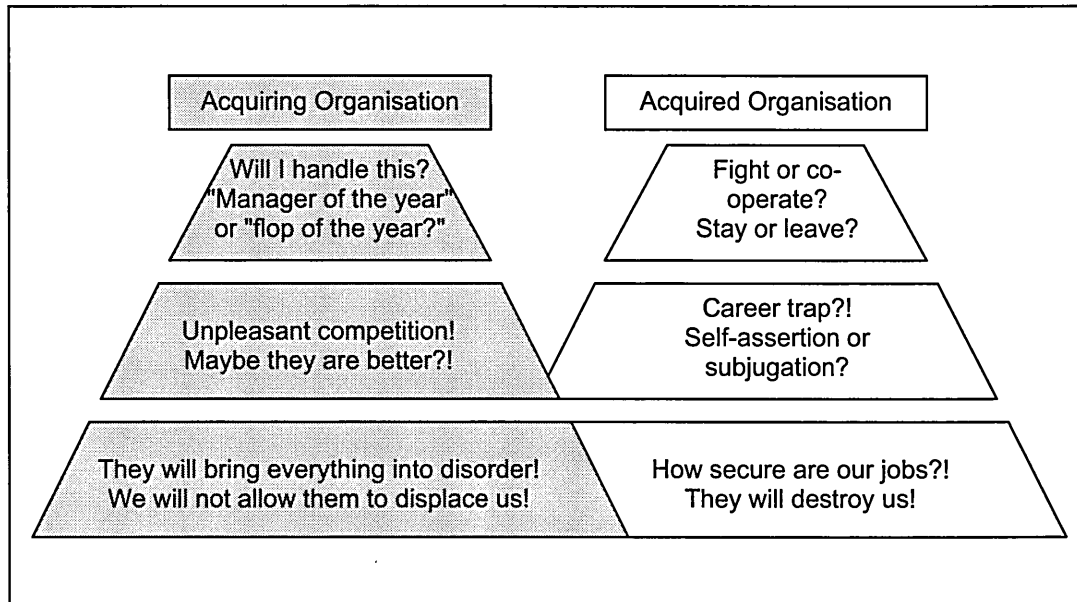 Acquiring Organisation
Acquired Organisation
Will I handle this?
"Manager of the year"
or "flop of the year?"
Fight or co-
operate?
Stay or leave?
Unpleasant competition!
Maybe they are better?!
Career trap?!
Self-assertion or
subjugation?
They will bring everything into disorder!
We will not allow them to displace us!
How secure are our jobs?!
They will destroy us!